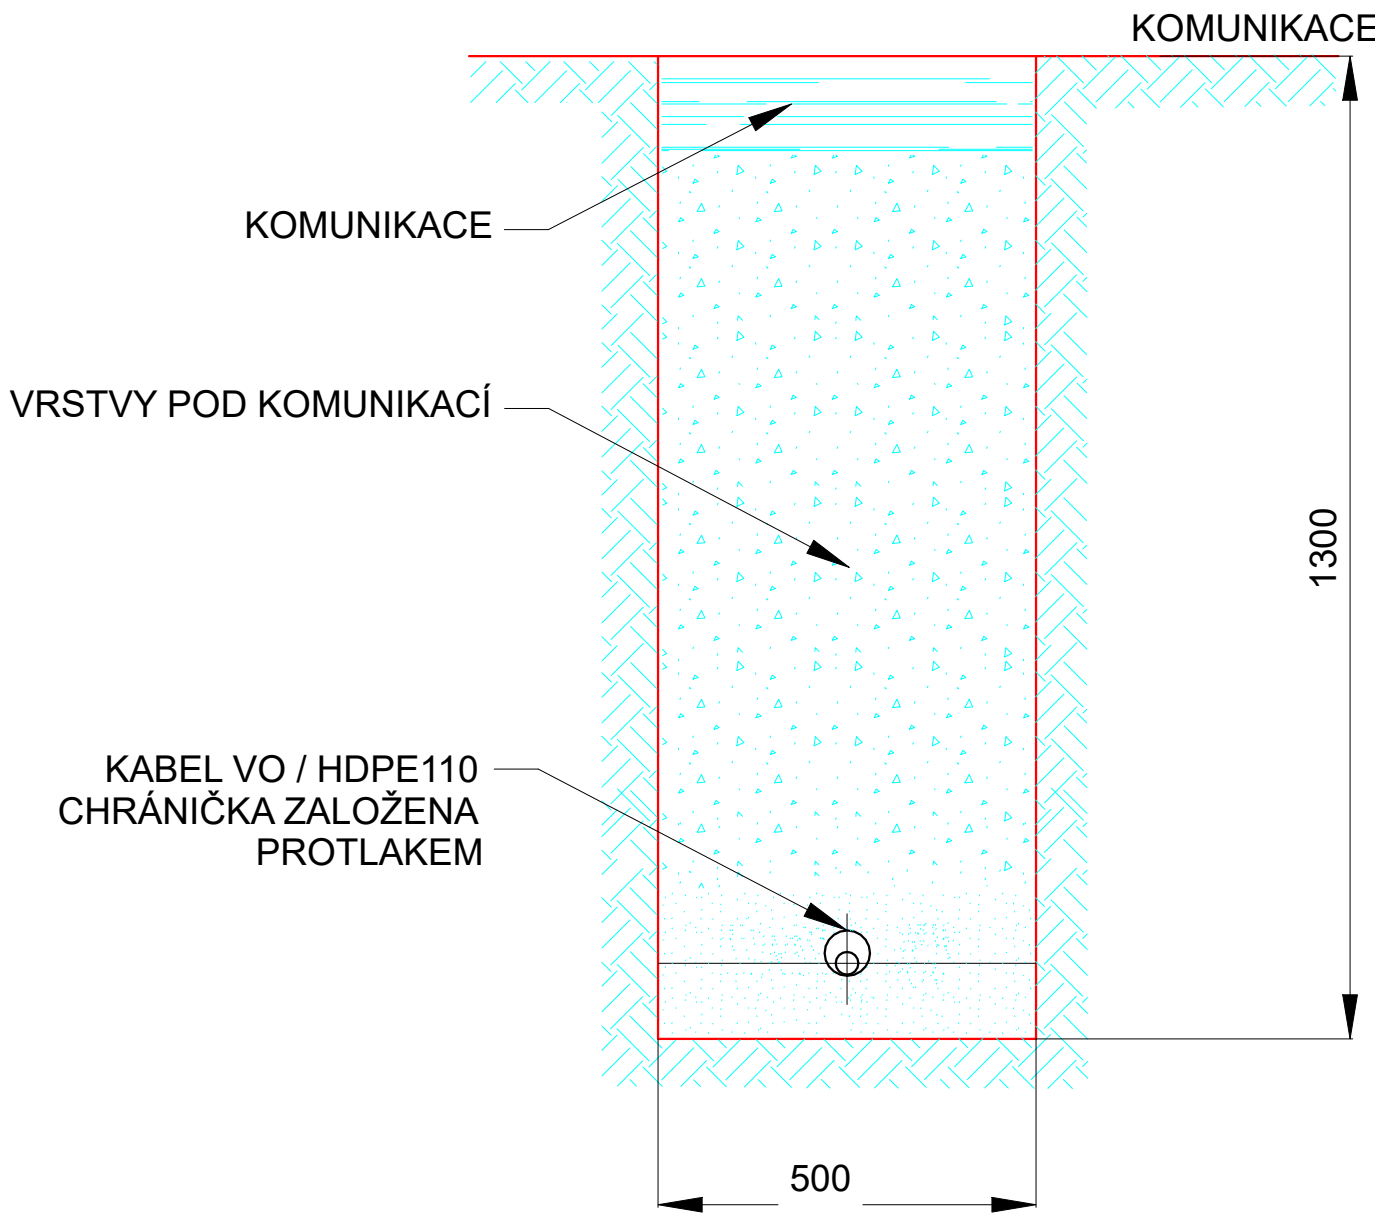 KOMUNIKACE
KOMUNIKACE
VRSTVY POD KOMUNIKACÍ
1300
KABEL VO / HDPE110
CHRÁNIČKA ZALOŽENA
PROTLAKEM
500